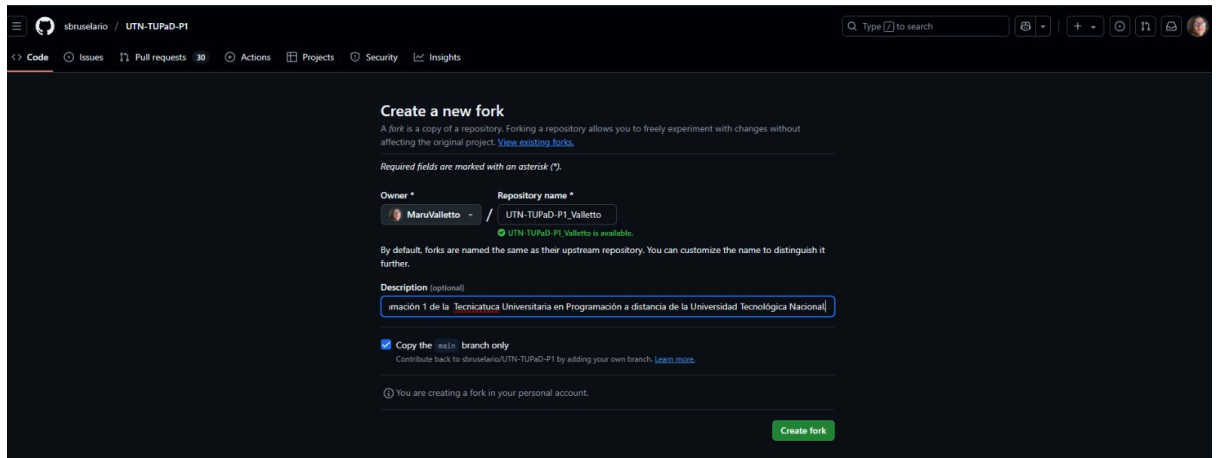 sbruselario / UTN-TUPaD-P1
Type / to search
Code Issues Pull requests 30 Actions Projects Security Insights
Create a new fork
A fork is a copy of a repository. Forking a repository allows you to freely experiment with changes without
affecting the original project. View existing forks.
Required fields are marked with an asterisk (*).
Owner * Repository name *
MaruValletto / UTN-TUPaD-P1_Valletto
UTN-TUPaD-P1_Valletto is available.
By default, forks are named the same as their upstream repository. You can customize the name to distinguish it
further.
Description (optional)
mación 1 de la Tecnicatuca Universitaria en Programación a distancia de la Universidad Tecnológica Nacional
Copy the main branch only
Contribute back to sbruselario/UTN-TUPaD-P1 by adding your own branch. Learn more.
You are creating a fork in your personal account.
Create fork